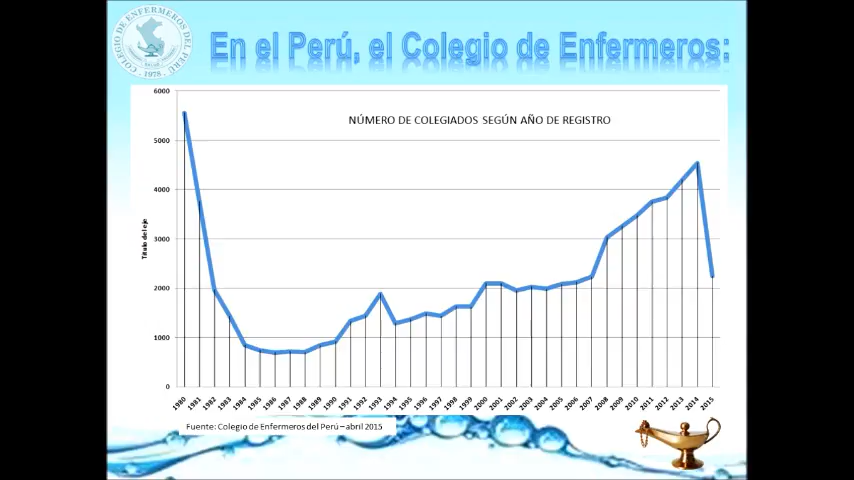 COLEGIO DE ENFERMEROS DEL PERÚ
1978
En el Perú, el Colegio de Enfermeros:
NÚMERO DE COLEGIADOS SEGÚN AÑO DE REGISTRO
Título del eje
6000
5000
4000
3000
2000
1000
0
1980 1981 1982 1983 1984 1985 1986 1987 1988 1989 1990 1991 1992 1993 1994 1995 1996 1997 1998 1999 2000 2001 2002 2003 2004 2005 2006 2007 2008 2009 2010 2011 2012 2013 2014 2015
Fuente: Colegio de Enfermeros del Perú – abril 2015